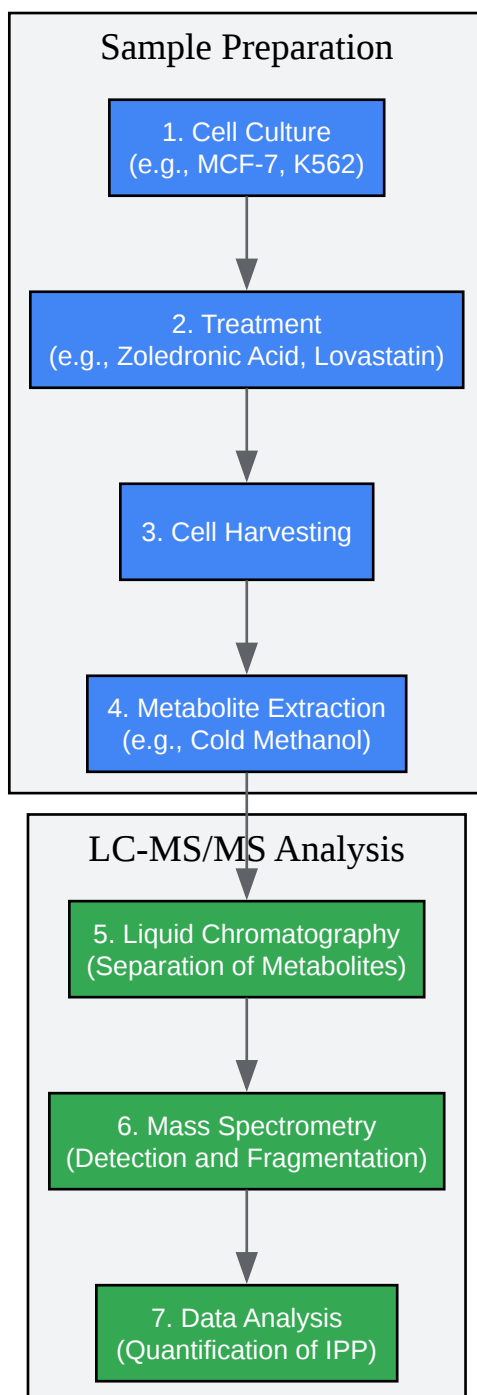 Sample Preparation
1. Cell Culture
(e.g., MCF-7, K562)
2. Treatment
(e.g., Zoledronic Acid, Lovastatin)
3. Cell Harvesting
4. Metabolite Extraction
(e.g., Cold Methanol)
LC-MS/MS Analysis
5. Liquid Chromatography
(Separation of Metabolites)
6. Mass Spectrometry
(Detection and Fragmentation)
7. Data Analysis
(Quantification of IPP)